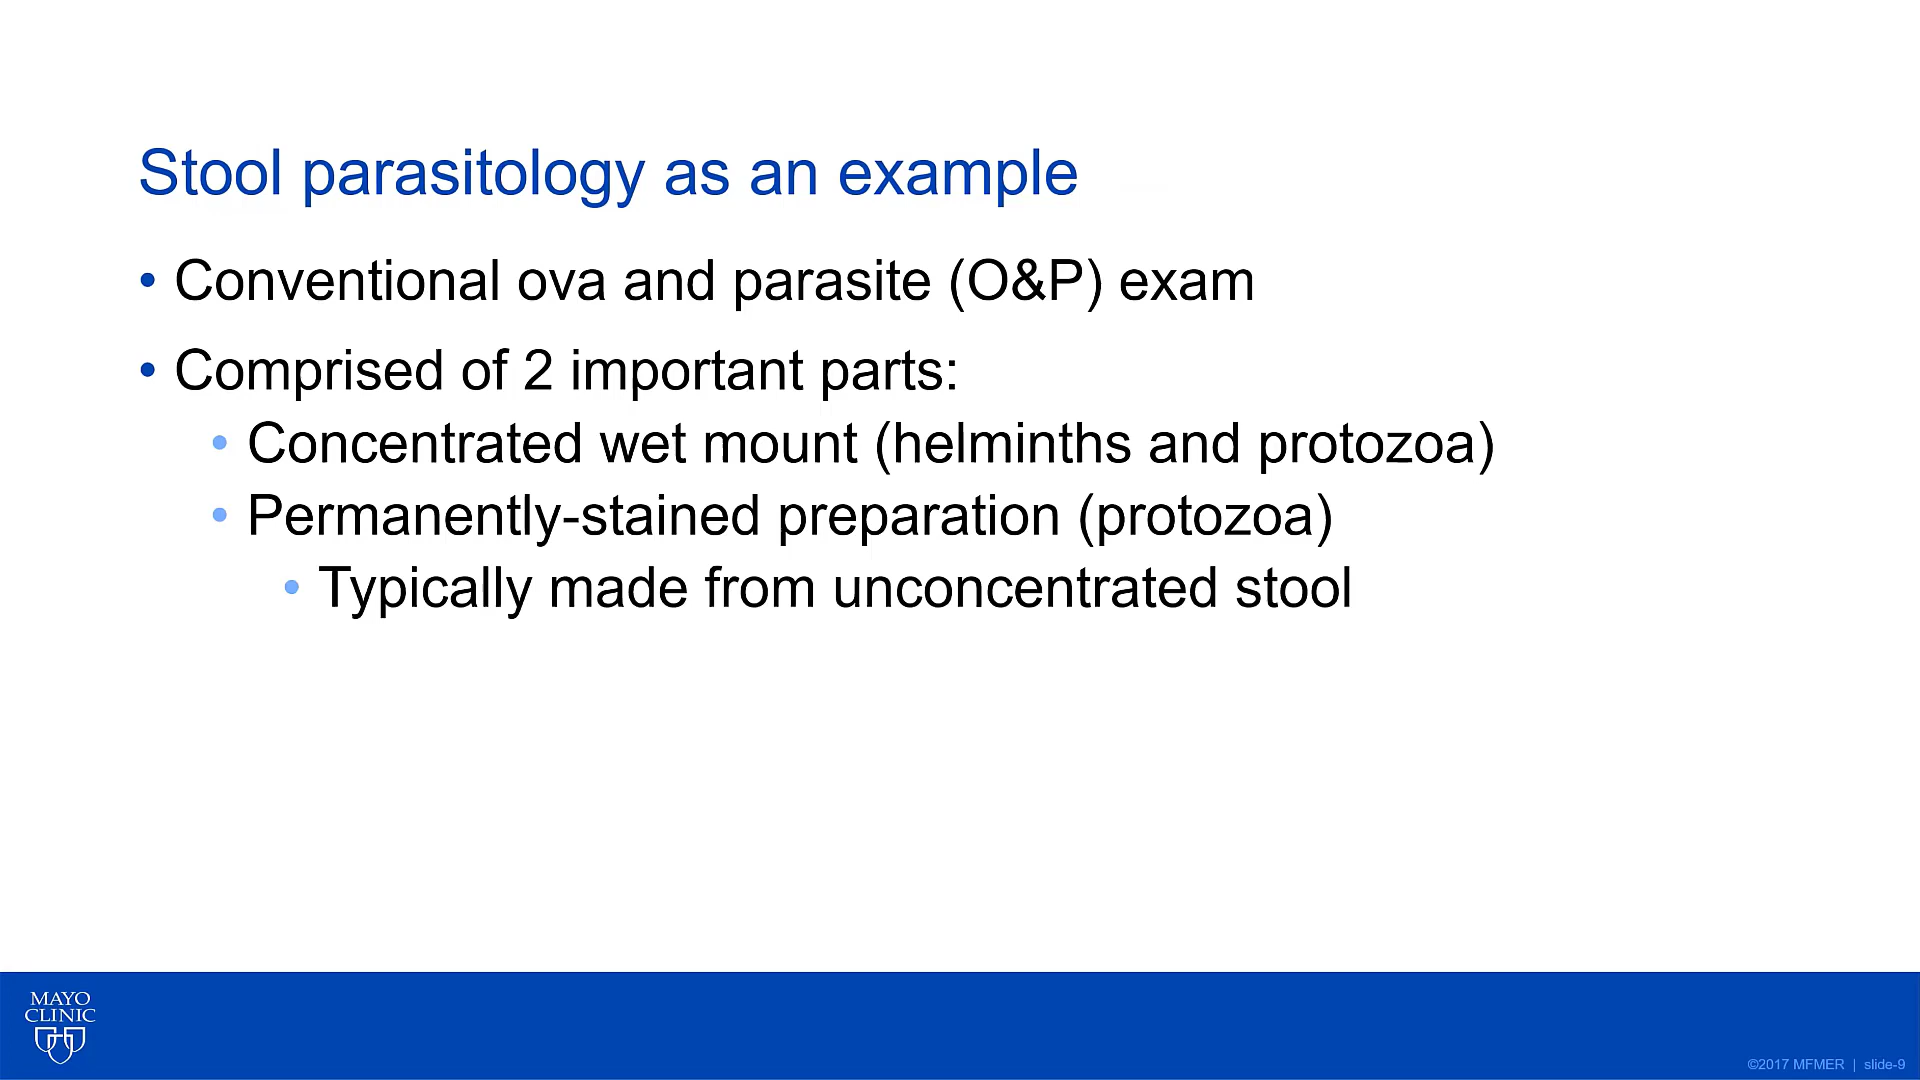 Stool parasitology as an example
• Conventional ova and parasite (O&P) exam
• Comprised of 2 important parts:
• Concentrated wet mount (helminths and protozoa)
• Permanently-stained preparation (protozoa)
• Typically made from unconcentrated stool
MAYO
CLINIC
©2017 MFMER | slide-9